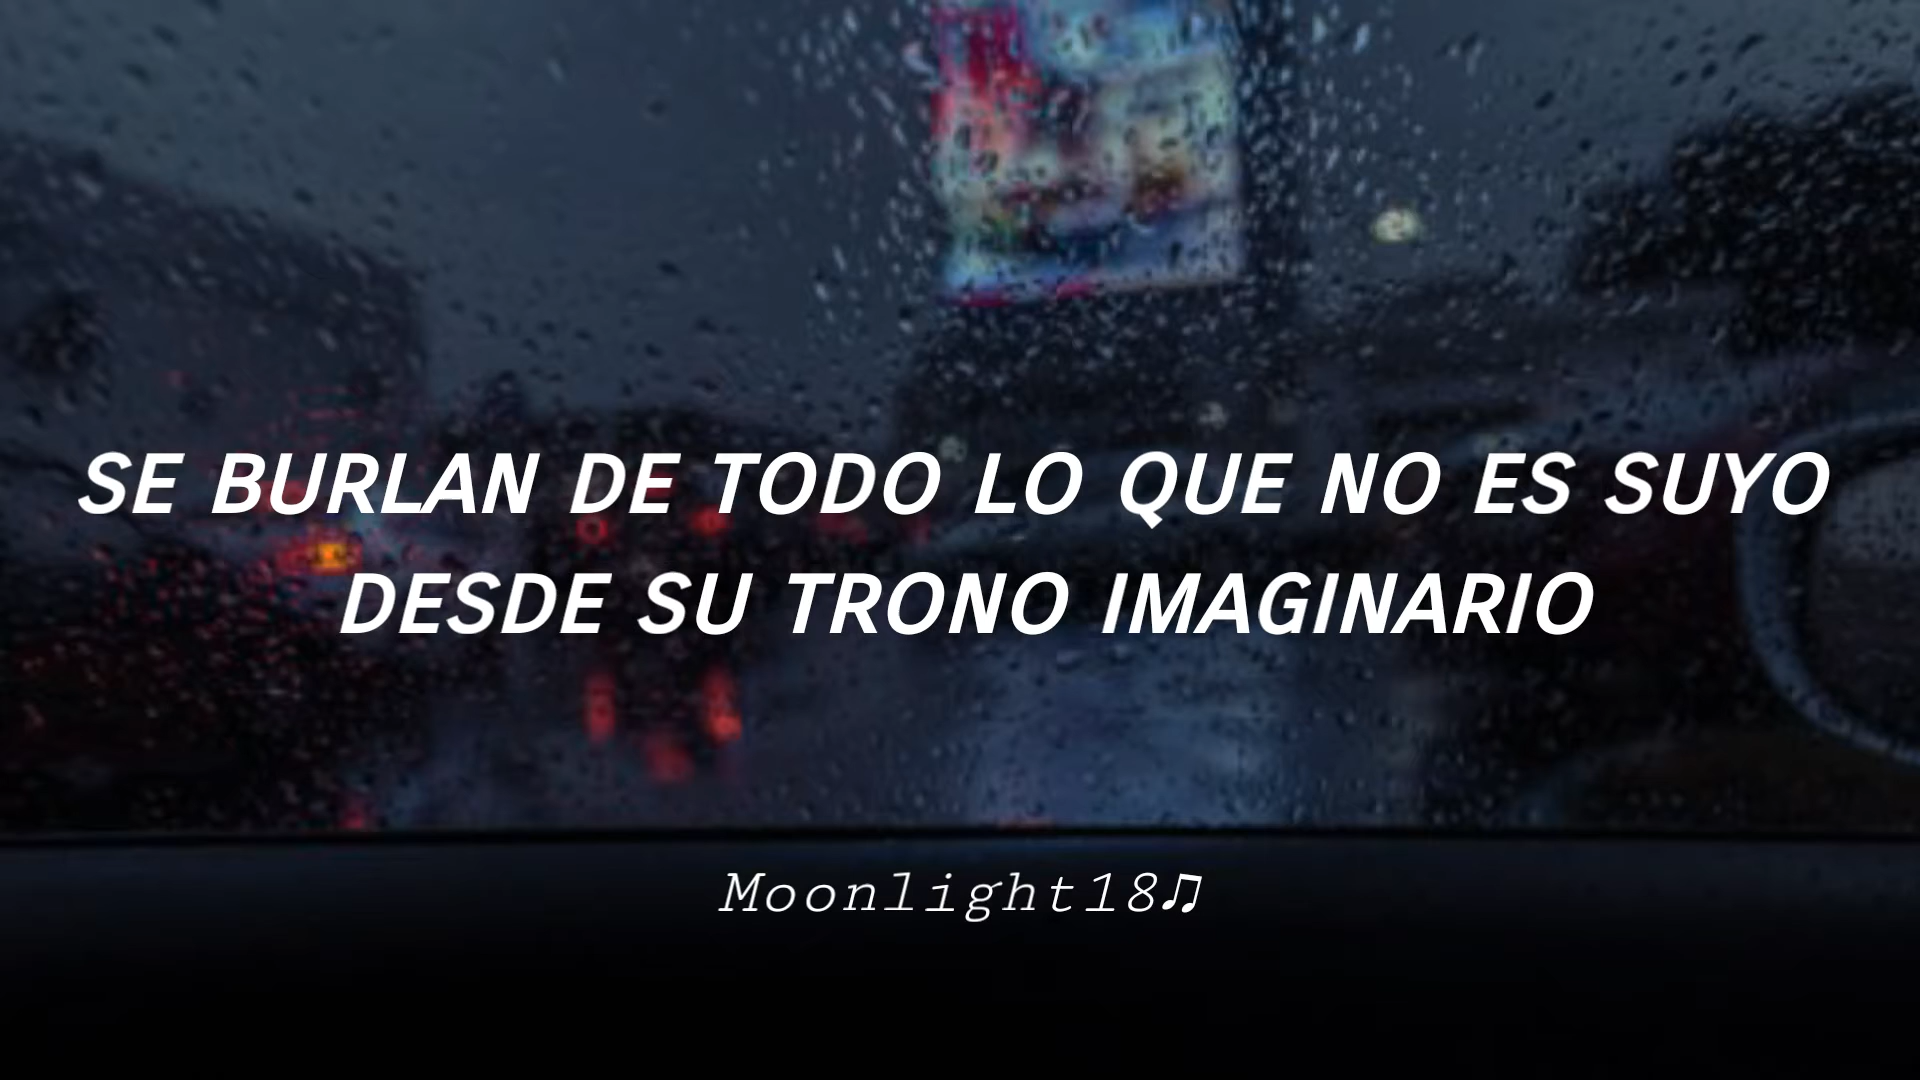 SE BURLAN DE TODO LO QUE NO ES SUYO
DESDE SU TRONO IMAGINARIO
Moonlight18♫